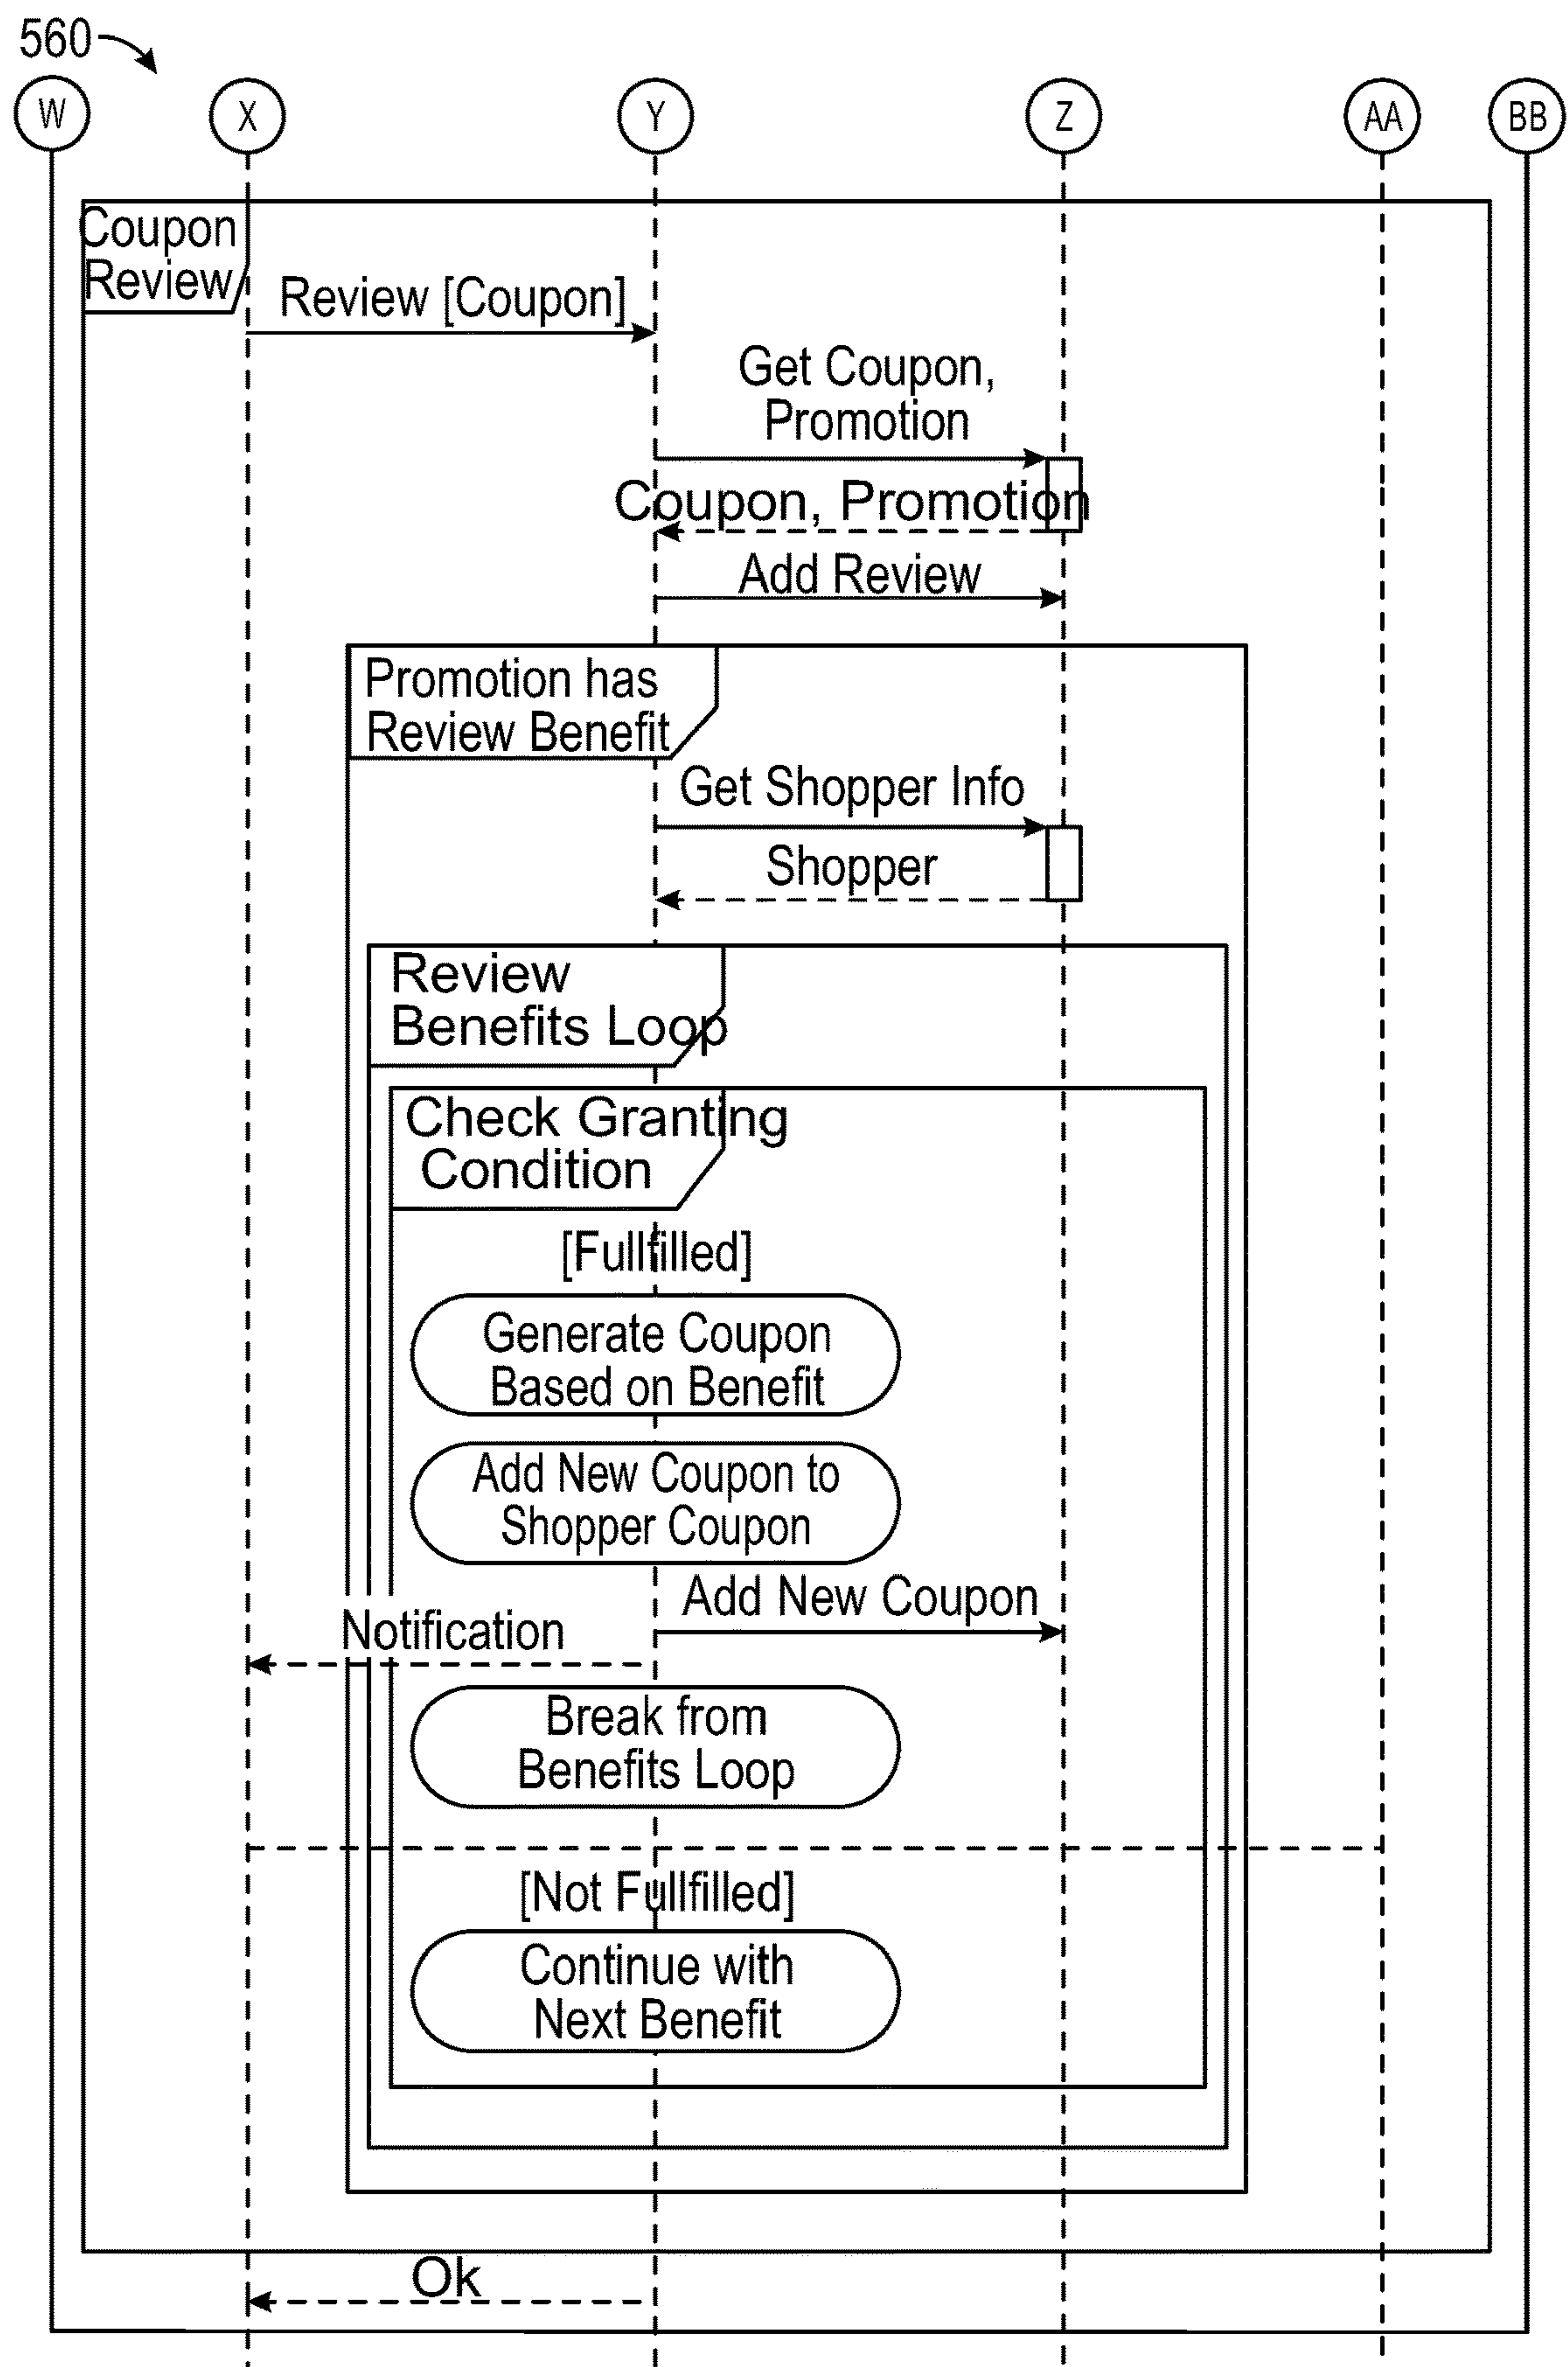 560
W X Y Z AA BB
Coupon
Review
Review [Coupon]
Get Coupon,
Promotion
Coupon, Promotion
Add Review
Promotion has
Review Benefit
Get Shopper Info
Shopper
Review
Benefits Loop
Check Granting
Condition
[Fullfilled]
Generate Coupon
Based on Benefit
Add New Coupon to
Shopper Coupon
Add New Coupon
Notification
Break from
Benefits Loop
[Not Fullfilled]
Continue with
Next Benefit
Ok